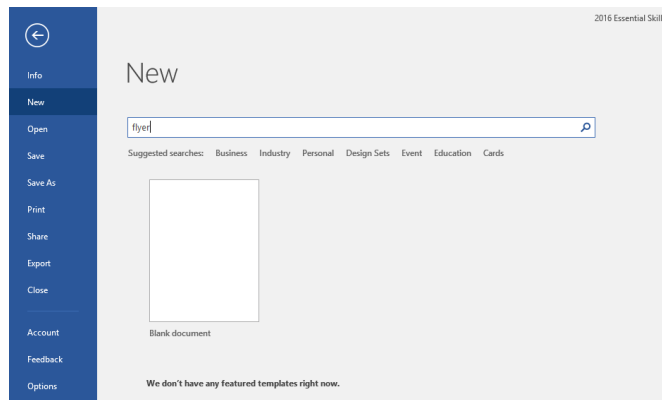 2016 Essential Skill
Info
New
Open
Save
Save As
Print
Share
Export
Close
Account
Feedback
Options
New
flyer
Suggested searches: Business Industry Personal Design Sets Event Education Cards
Blank document
We don't have any featured templates right now.